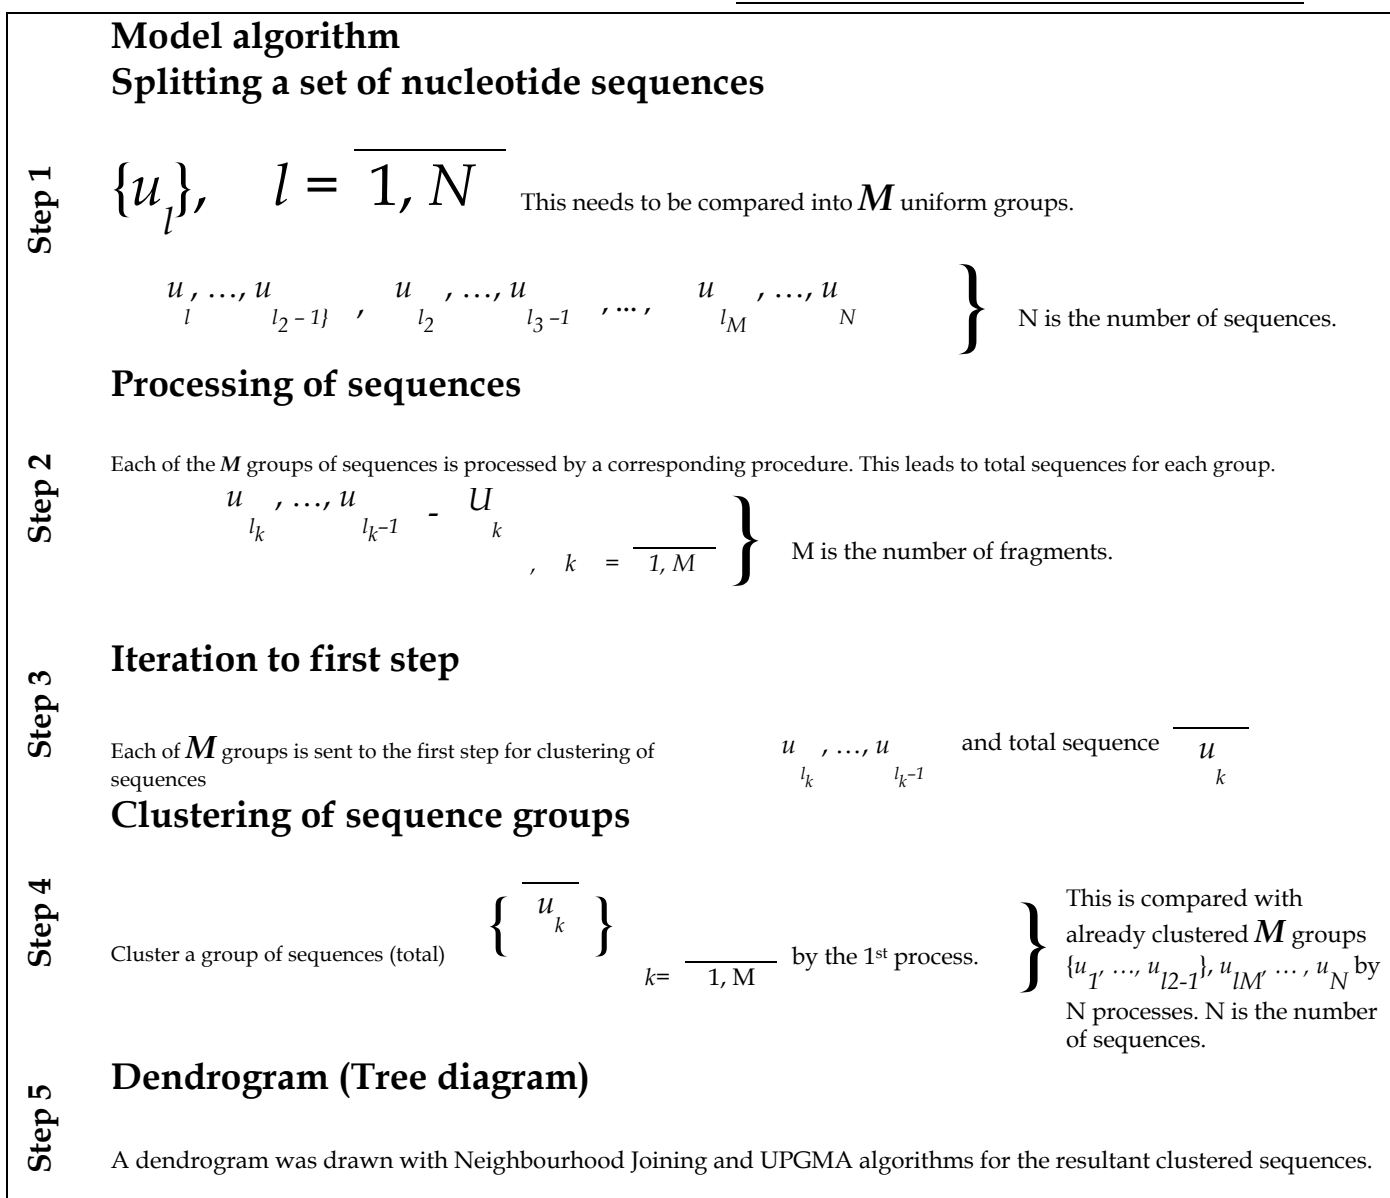 Model algorithm
Splitting a set of nucleotide sequences
Step 1
{u_l}, l = \overline{1, N} This needs to be compared into M uniform groups.
u_l, …, u_{l_2 – 1}} , u_{l_2}, …, u_{l_3 –1} , ... , u_{l_M}, …, u_N } N is the number of sequences.
Processing of sequences
Step 2
Each of the M groups of sequences is processed by a corresponding procedure. This leads to total sequences for each group.
u_{l_k}, …, u_{l_k–1} - U_k , k = \overline{1, M} } M is the number of fragments.
Iteration to first step
Step 3
Each of M groups is sent to the first step for clustering of
sequences
u_{l_k}, …, u_{l_k–1} and total sequence \overline{u_k}
Clustering of sequence groups
Step 4
Cluster a group of sequences (total) { \overline{u_k} } k= \overline{1, M} by the 1st process. }
This is compared with
already clustered M groups
{u_1, …, u_{l2-1}}, u_{lM}, … , u_N by
N processes. N is the number
of sequences.
Dendrogram (Tree diagram)
Step 5
A dendrogram was drawn with Neighbourhood Joining and UPGMA algorithms for the resultant clustered sequences.